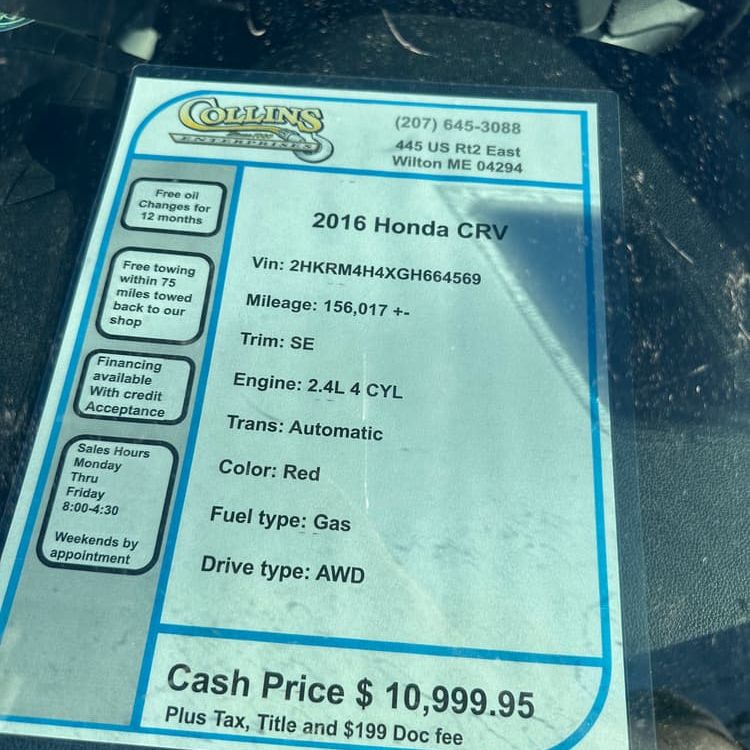 COLLINS
ENTERPRISES
(207) 645-3088
445 US Rt2 East
Wilton ME 04294
Free oil
Changes for
12 months
Free towing
within 75
miles towed
back to our
shop
Financing
available
With credit
Acceptance
Sales Hours
Monday
Thru
Friday
8:00-4:30
Weekends by
appointment
2016 Honda CRV
Vin: 2HKRM4H4XGH664569
Mileage: 156,017 +-
Trim: SE
Engine: 2.4L 4 CYL
Trans: Automatic
Color: Red
Fuel type: Gas
Drive type: AWD
Cash Price $ 10,999.95
Plus Tax, Title and $199 Doc fee